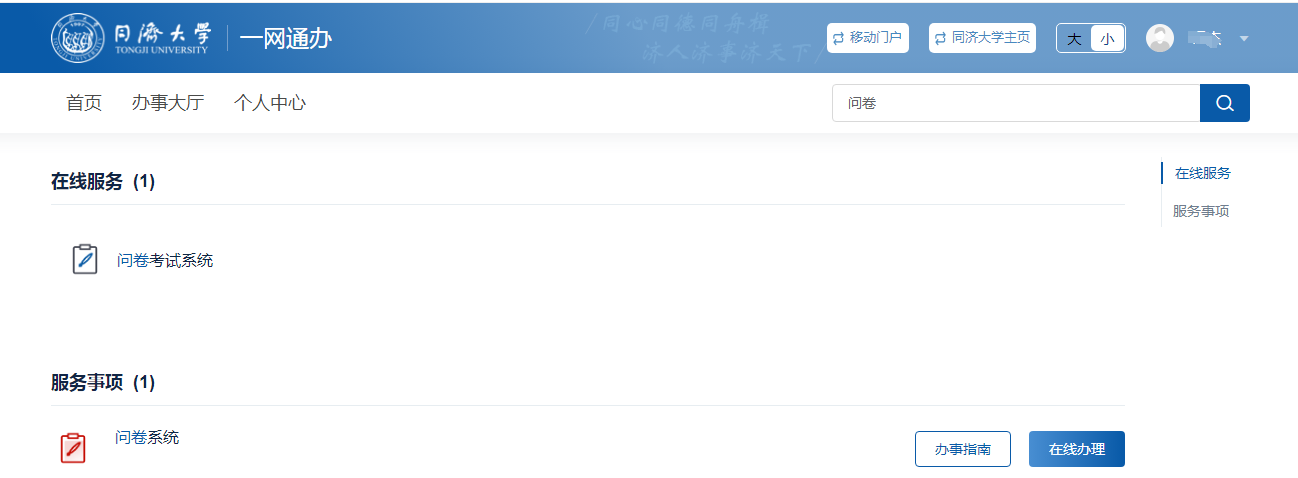 同济大学
TONGJI UNIVERSITY
一网通办
/同心同德同舟楫
济人济事济天下/
移动门户
同济大学主页
大 小
首页 办事大厅 个人中心
问卷
在线服务 (1)
在线服务
服务事项
问卷考试系统
服务事项 (1)
问卷系统
办事指南
在线办理